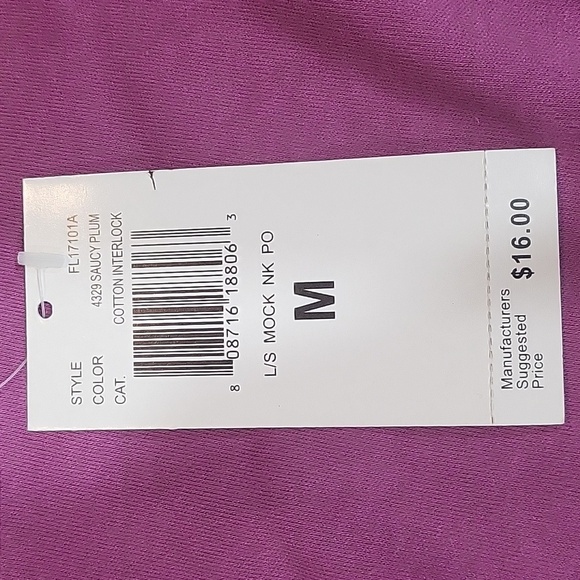 STYLE FL17101A
COLOR 4329 SAUCY PLUM
CAT. COTTON INTERLOCK
8 08716 18806 3
L/S MOCK NK PO
M
Manufacturers
Suggested
Price
$16.00